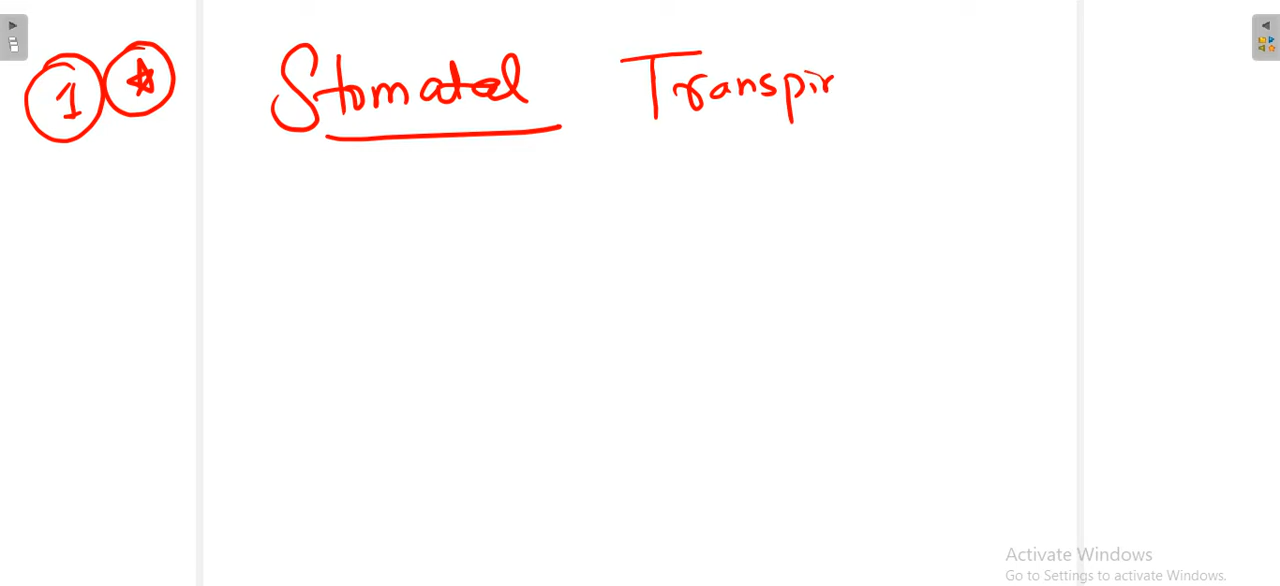 1 Stomatal Transpir
Activate Windows
Go to Settings to activate Windows.